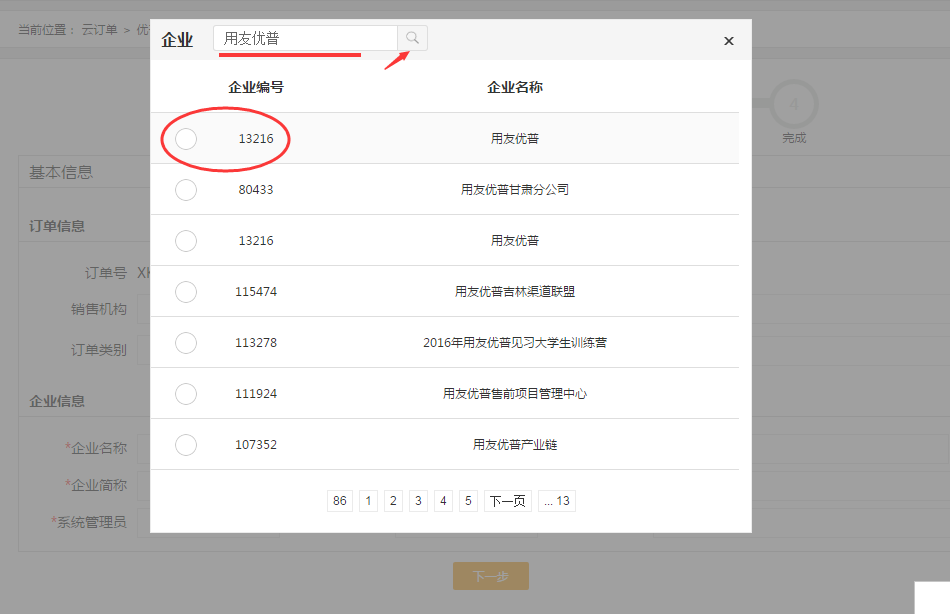 当前位置： 云订单 > 优
企业 用友优普
企业编号 企业名称
13216 用友优普
80433 用友优普甘肃分公司
13216 用友优普
115474 用友优普吉林渠道联盟
113278 2016年用友优普见习大学生训练营
111924 用友优普售前项目管理中心
107352 用友优普产业链
86 1 2 3 4 5 下一页 ... 13
4
完成
基本信息
订单信息
订单号 XH
销售机构
订单类别
企业信息
*企业名称
*企业简称
*系统管理员
下一步